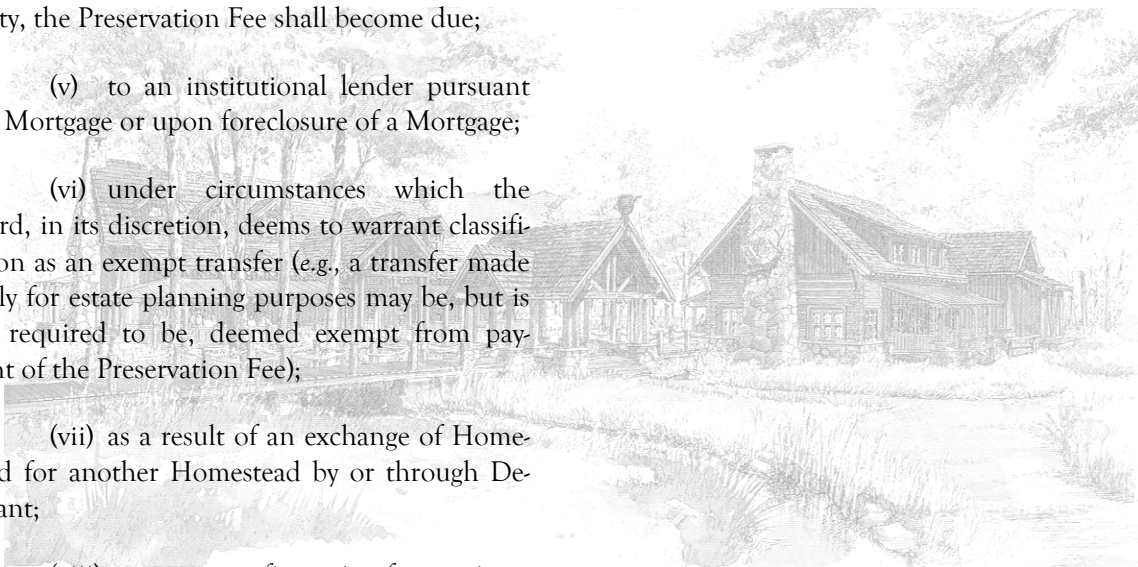 ty, the Preservation Fee shall become due;
(v) to an institutional lender pursuant
Mortgage or upon foreclosure of a Mortgage;
(vi) under circumstances which the
rd, in its discretion, deems to warrant classifi-
on as an exempt transfer (e.g., a transfer made
ly for estate planning purposes may be, but is
required to be, deemed exempt from pay-
nt of the Preservation Fee);
(vii) as a result of an exchange of Home-
d for another Homestead by or through De-
ant;